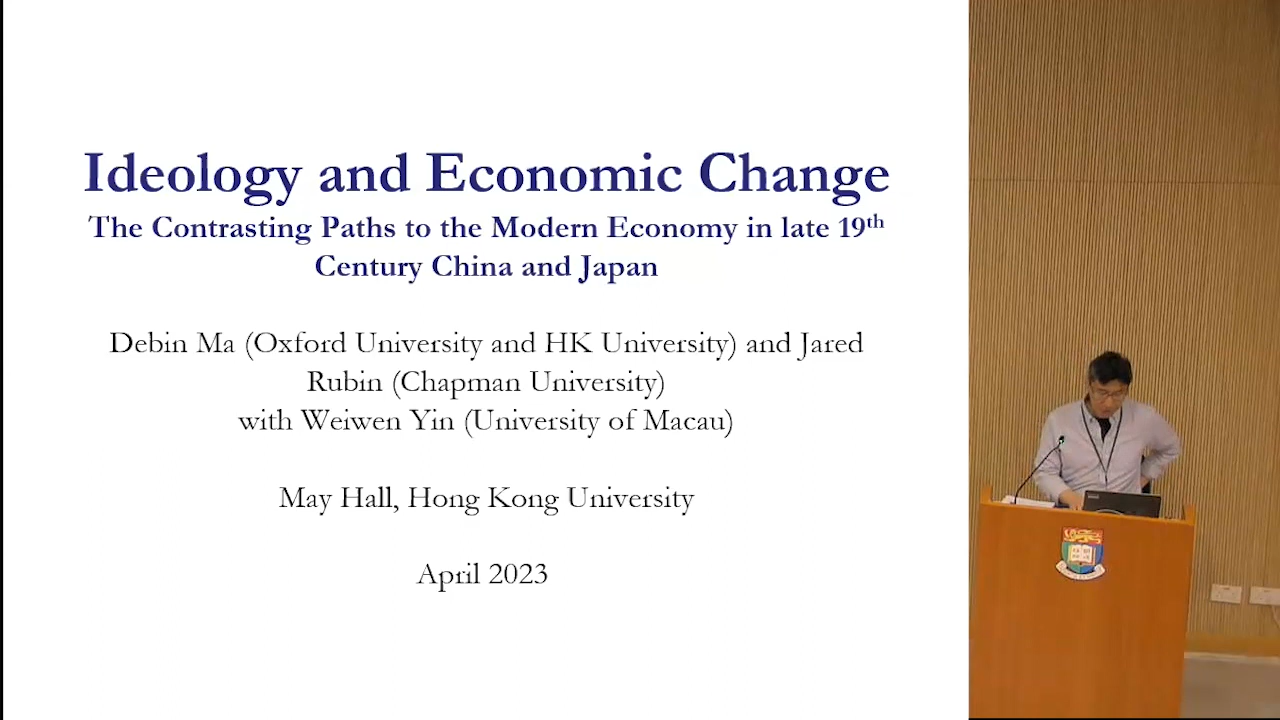 Ideology and Economic Change
The Contrasting Paths to the Modern Economy in late 19th
Century China and Japan
Debin Ma (Oxford University and HK University) and Jared
Rubin (Chapman University)
with Weiwen Yin (University of Macau)
May Hall, Hong Kong University
April 2023